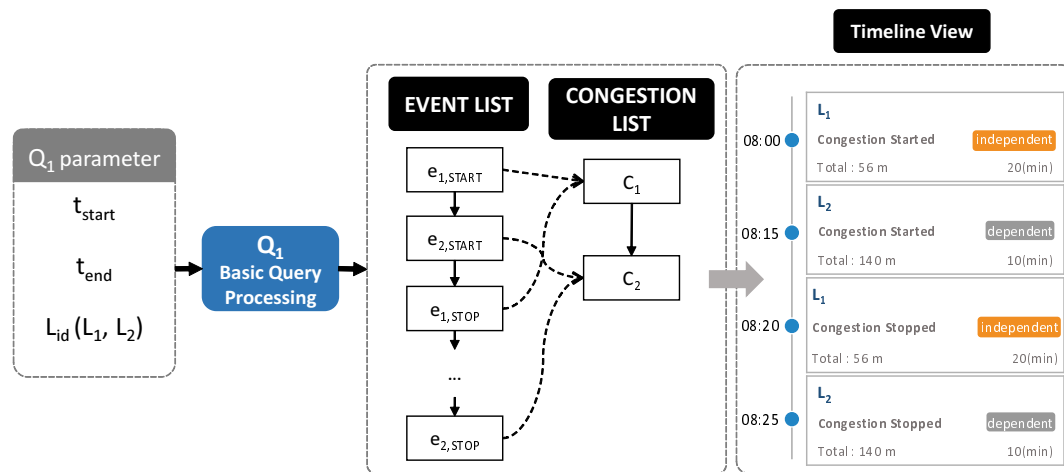 Q1 parameter
tstart
tend
Lid (L1, L2)
Q1
Basic Query
Processing
EVENT LIST
e1,START
e2,START
e1,STOP
...
e2,STOP
CONGESTION
LIST
C1
C2
Timeline View
08:00
L1
Congestion Started
independent
Total : 56 m
20(min)
08:15
L2
Congestion Started
dependent
Total : 140 m
10(min)
08:20
L1
Congestion Stopped
independent
Total : 56 m
20(min)
08:25
L2
Congestion Stopped
dependent
Total : 140 m
10(min)